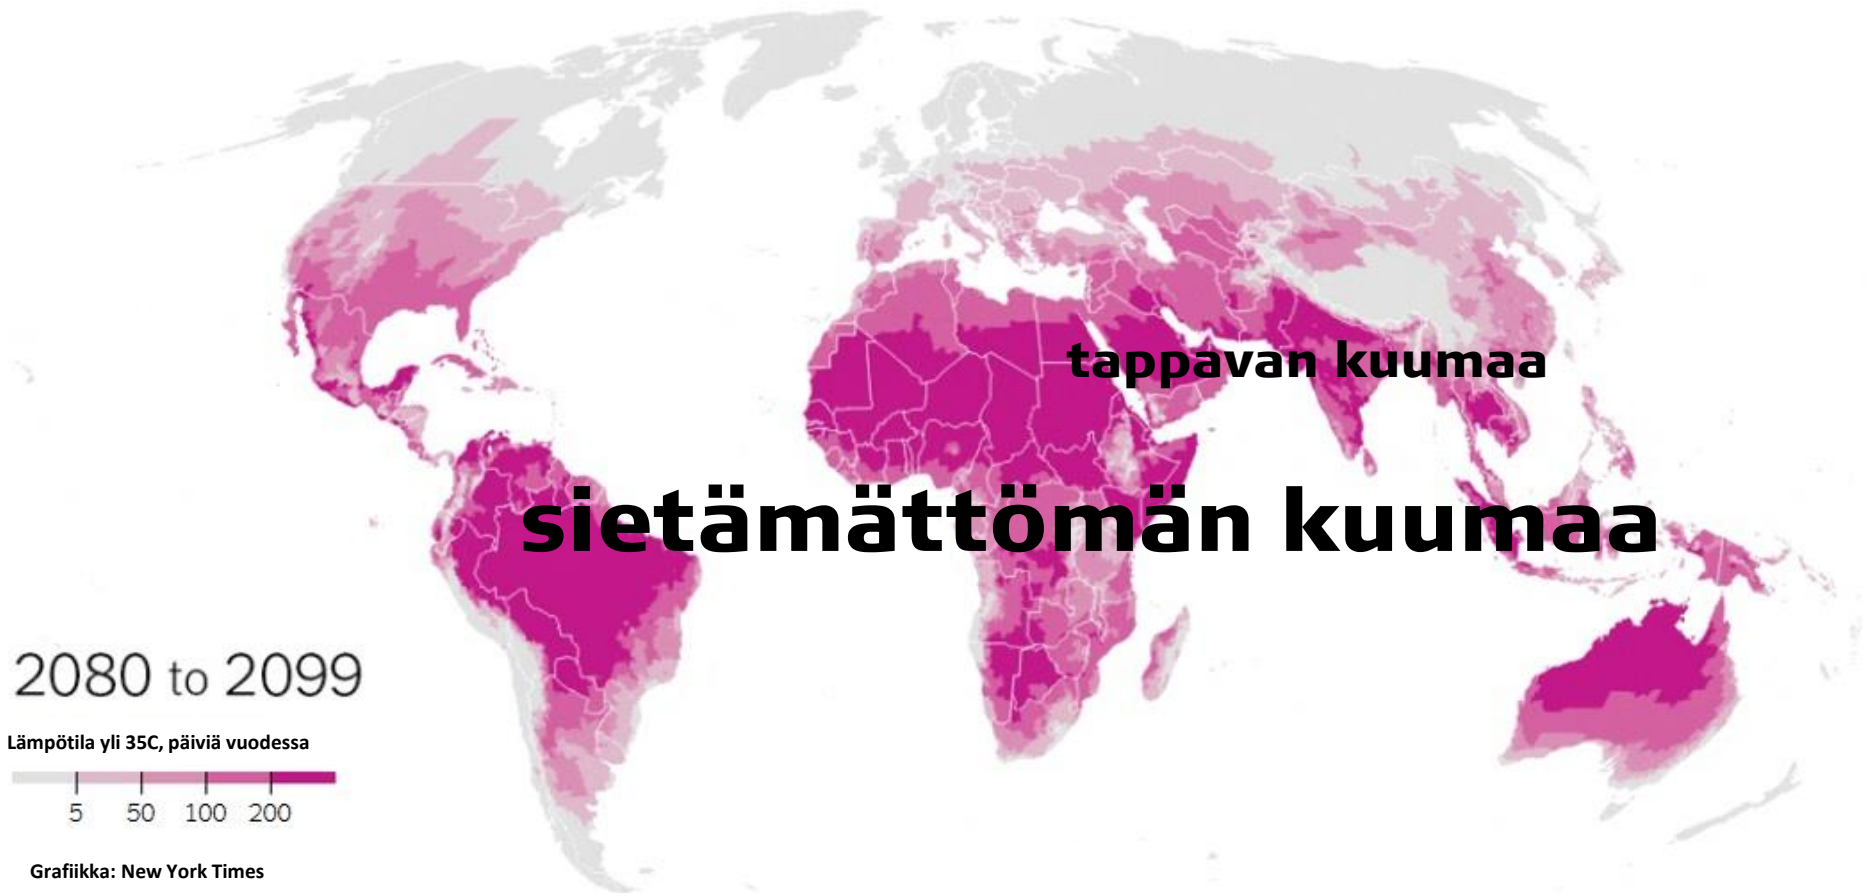 tappavan kuumaa
sietämättömän kuumaa
2080 to 2099
Lämpötila yli 35C, päiviä vuodessa
5 50 100 200
Grafiikka: New York Times